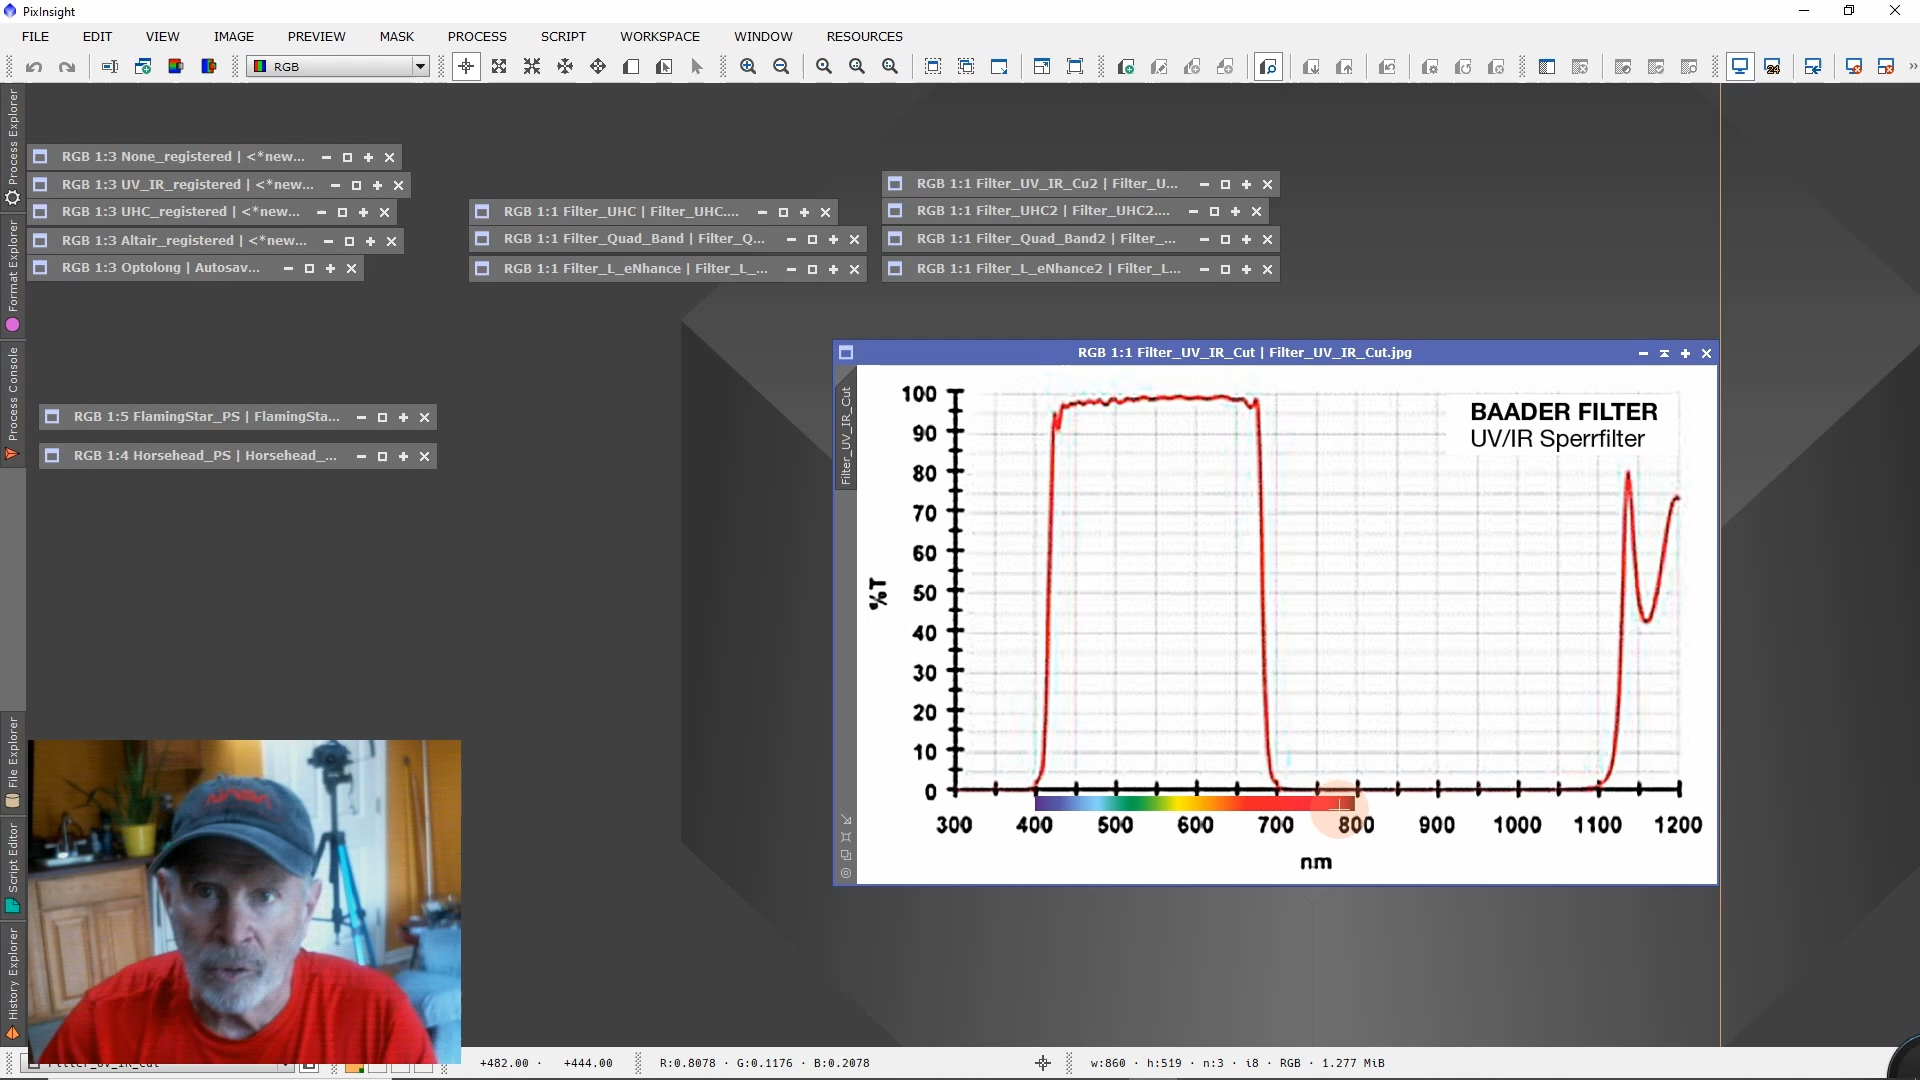 PixInsight
FILE EDIT VIEW IMAGE PREVIEW MASK PROCESS SCRIPT WORKSPACE WINDOW RESOURCES
RGB
24
Process Explorer
Format Explorer
Process Console
File Explorer
Script Editor
History Explorer
RGB 1:3 None_registered | <*new...
RGB 1:3 UV_IR_registered | <*new...
RGB 1:3 UHC_registered | <*new...
RGB 1:3 Altair_registered | <*new...
RGB 1:3 Optolong | Autosav...
RGB 1:1 Filter_UHC | Filter_UHC....
RGB 1:1 Filter_Quad_Band | Filter_Q...
RGB 1:1 Filter_L_eNhance | Filter_L_...
RGB 1:1 Filter_UV_IR_Cu2 | Filter_U...
RGB 1:1 Filter_UHC2 | Filter_UHC2....
RGB 1:1 Filter_Quad_Band2 | Filter_...
RGB 1:1 Filter_L_eNhance2 | Filter_L...
RGB 1:5 FlamingStar_PS | FlamingSta...
RGB 1:4 Horsehead_PS | Horsehead_...
RGB 1:1 Filter_UV_IR_Cut | Filter_UV_IR_Cut.jpg
Filter_UV_IR_Cut
BAADER FILTER
UV/IR Sperrfilter
100
90
80
70
60
50
40
30
20
10
0
%T
300 400 500 600 700 800 900 1000 1100 1200
nm
NASA
Filter_UV_IR_Cut
+482.00 · +444.00
R:0.8078 · G:0.1176 · B:0.2078
w:860 · h:519 · n:3 · i8 · RGB · 1.277 MiB